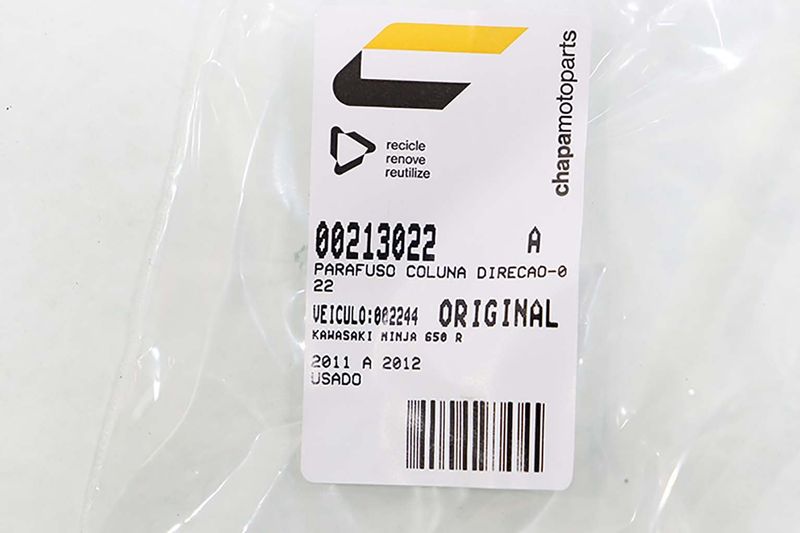 chapamotoparts
recicle
renove
reutilize
00213022 A
PARAFUSO COLUNA DIRECAO-0
22
VEICULO:002244 ORIGINAL
KAWASAKI NINJA 650 R
2011 A 2012
USADO